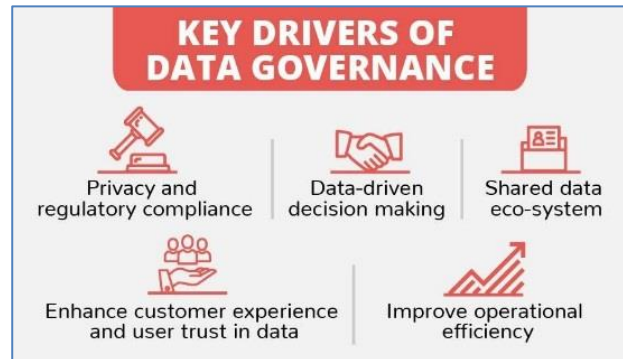 KEY DRIVERS OF
DATA GOVERNANCE
Privacy and
regulatory compliance
Data-driven
decision making
Shared data
eco-system
Enhance customer experience
and user trust in data
Improve operational
efficiency